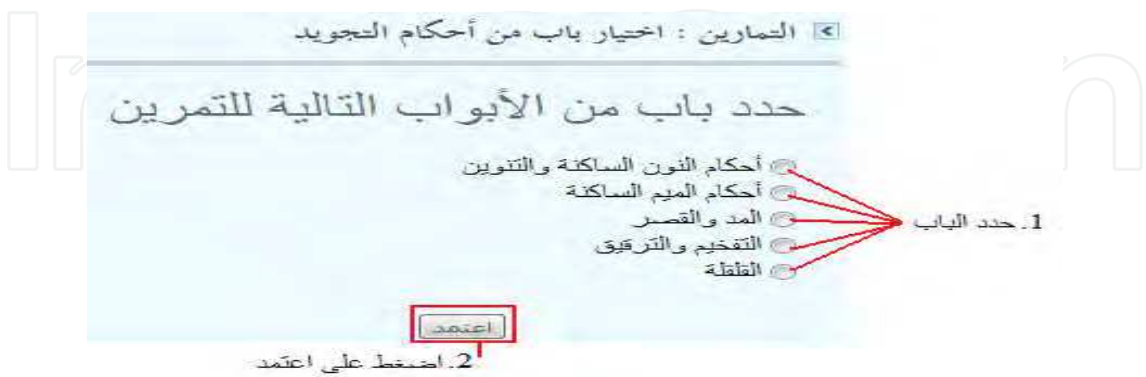 التمارين : اختيار باب من أحكام التجويد
حدد باب من الأبواب التالية للتمرين
أحكام النون الساكنة والتنوين
أحكام الميم الساكنة
المد والقصر
التفخيم والترقيق
القلقلة
1. حدد الباب
اعتمد
2. اضغط على اعتمد